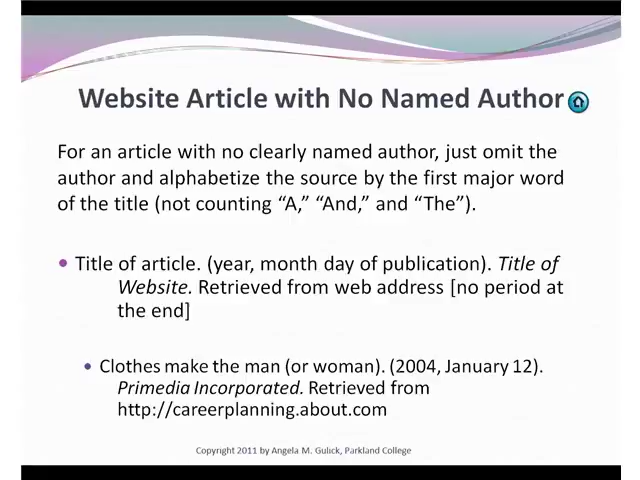 Website Article with No Named Author
For an article with no clearly named author, just omit the
author and alphabetize the source by the first major word
of the title (not counting “A,” “And,” and “The”).
• Title of article. (year, month day of publication). Title of
Website. Retrieved from web address [no period at
the end]
• Clothes make the man (or woman). (2004, January 12).
Primedia Incorporated. Retrieved from
http://careerplanning.about.com
Copyright 2011 by Angela M. Gulick, Parkland College